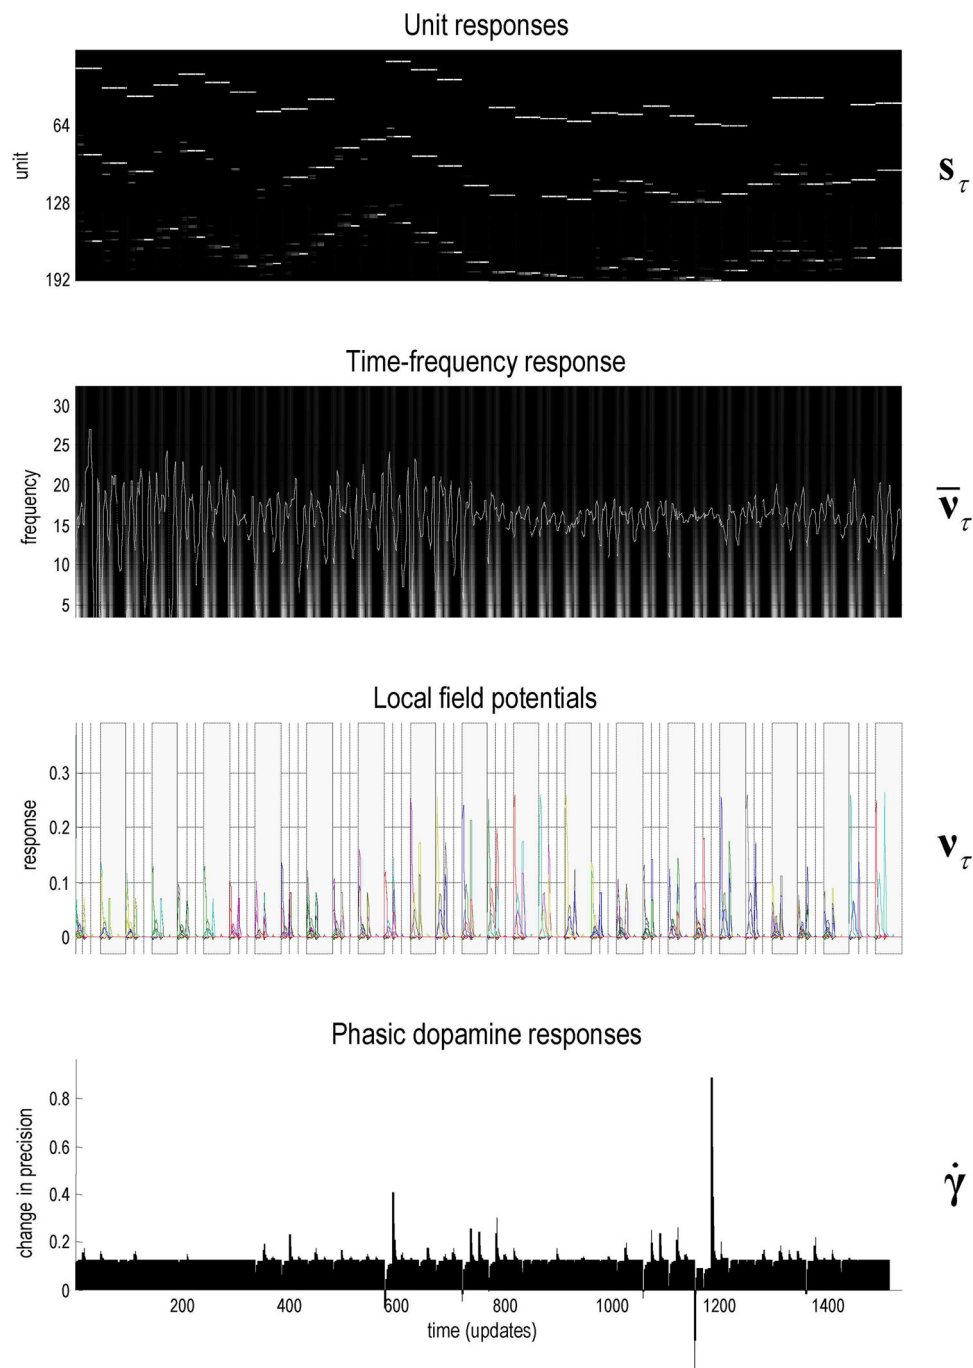 Unit responses
unit
64
128
192
s_τ
Time-frequency response
frequency
30
25
20
15
10
5
v̅_τ
Local field potentials
response
0.3
0.2
0.1
0
v_τ
Phasic dopamine responses
change in precision
0.8
0.6
0.4
0.2
0
γ̇
200 400 600 800 1000 1200 1400
time (updates)